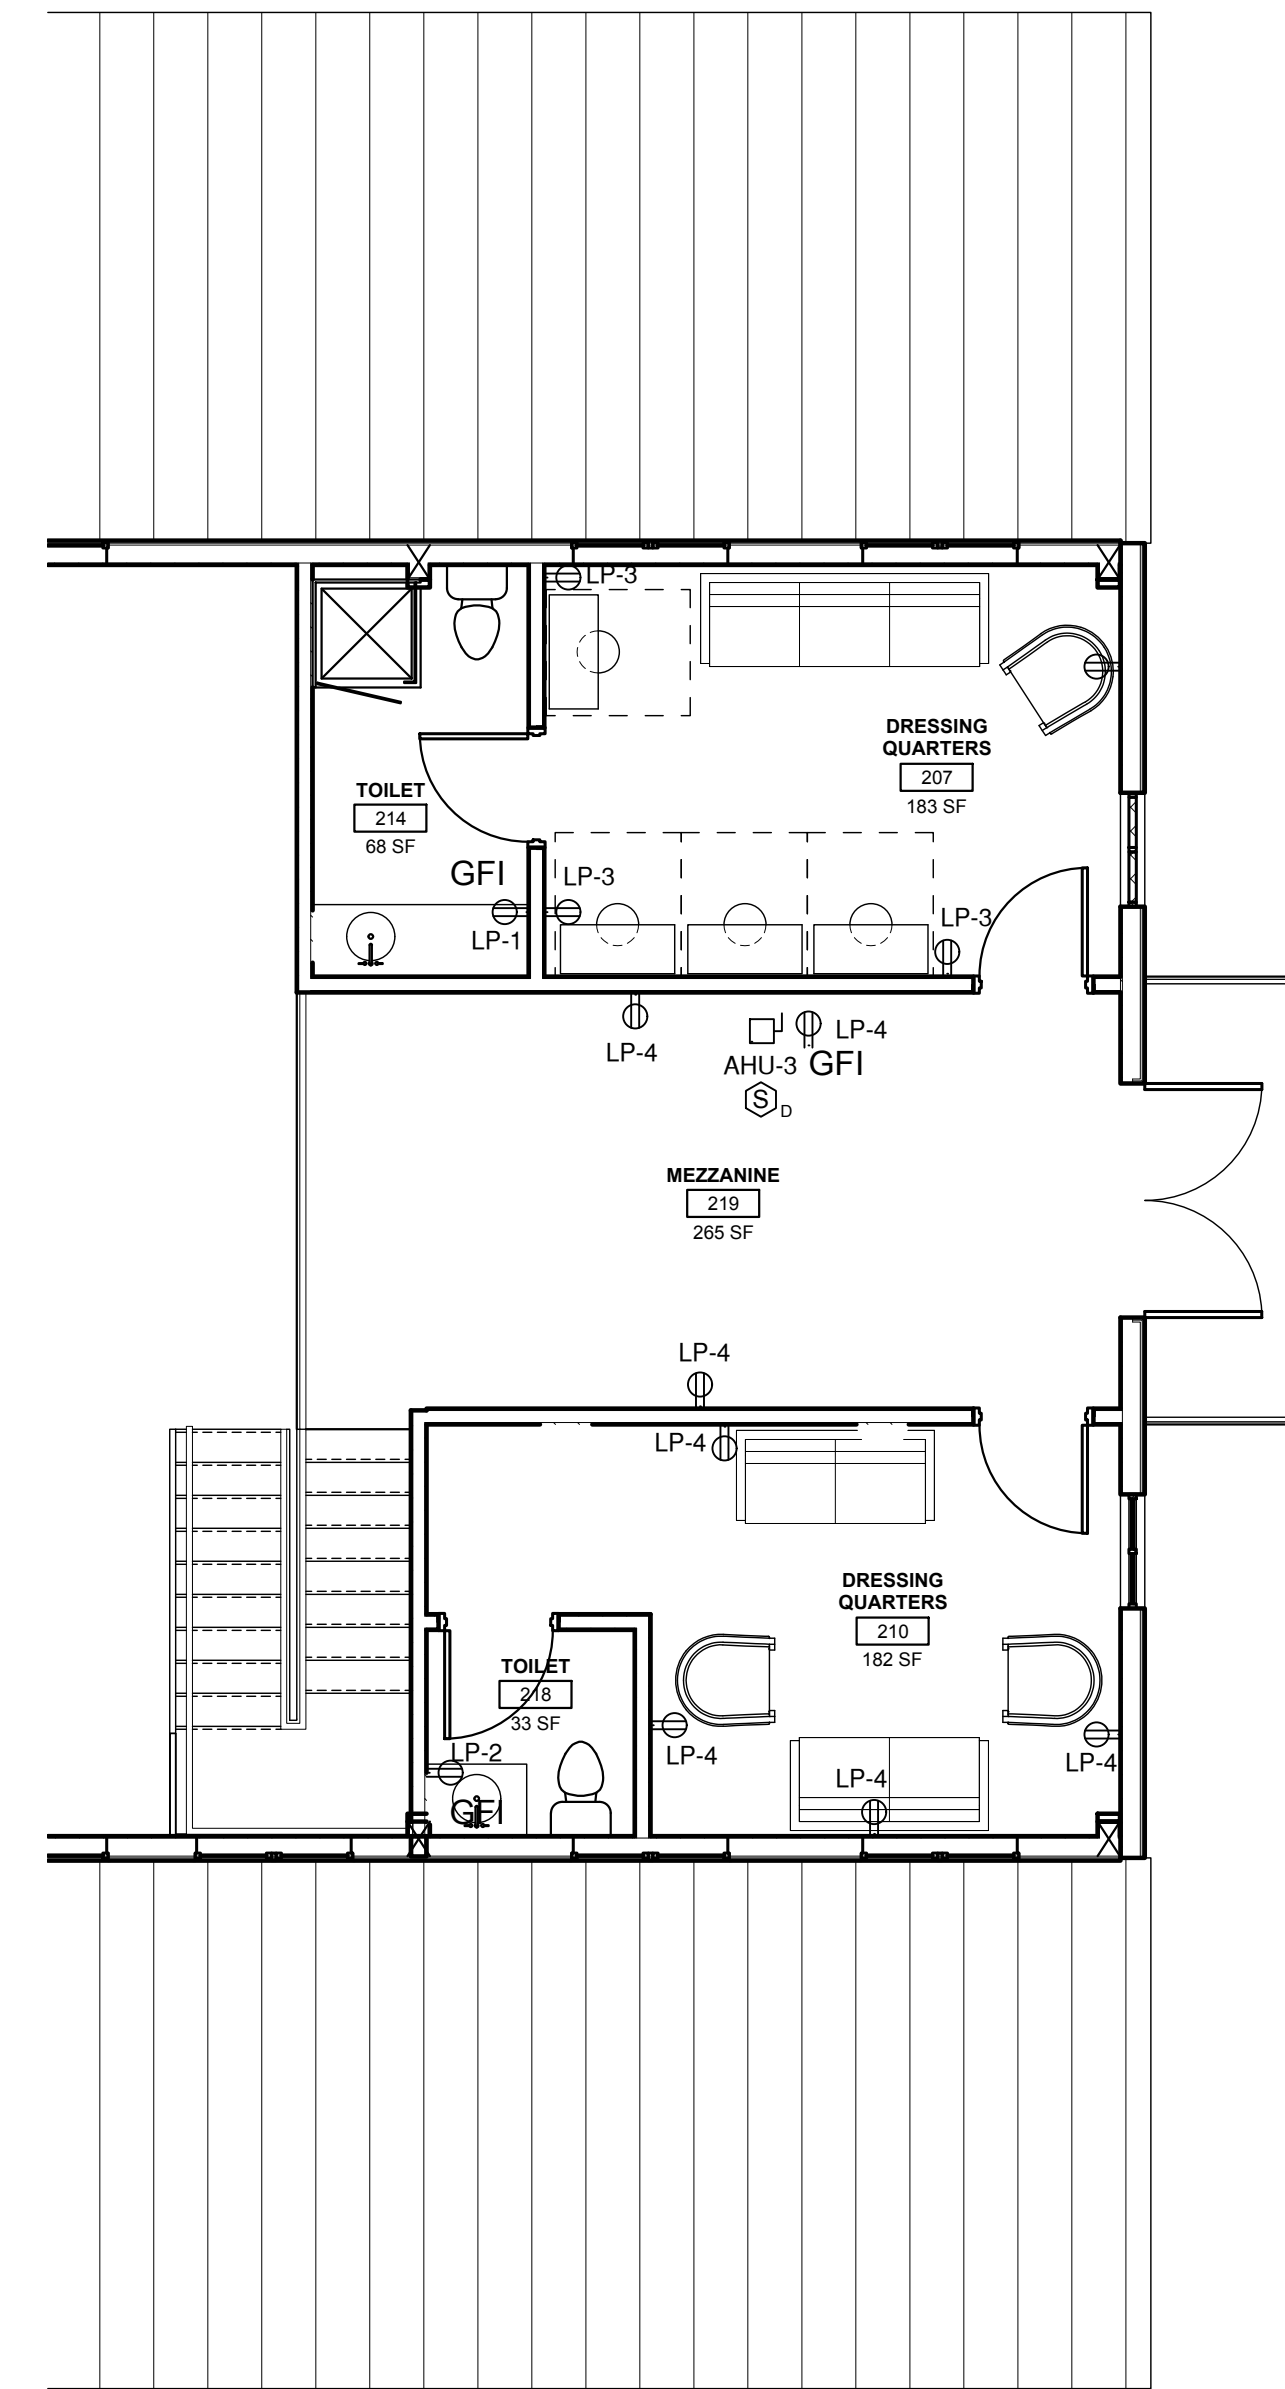 LP-3
DRESSING
QUARTERS
207
183 SF
TOILET
214
68 SF
GFI
LP-3
LP-1
LP-3
LP-4
LP-4
AHU-3
GFI
S
D
MEZZANINE
219
265 SF
LP-4
LP-4
DRESSING
QUARTERS
210
182 SF
TOILET
218
33 SF
LP-2
GFI
LP-4
LP-4
LP-4